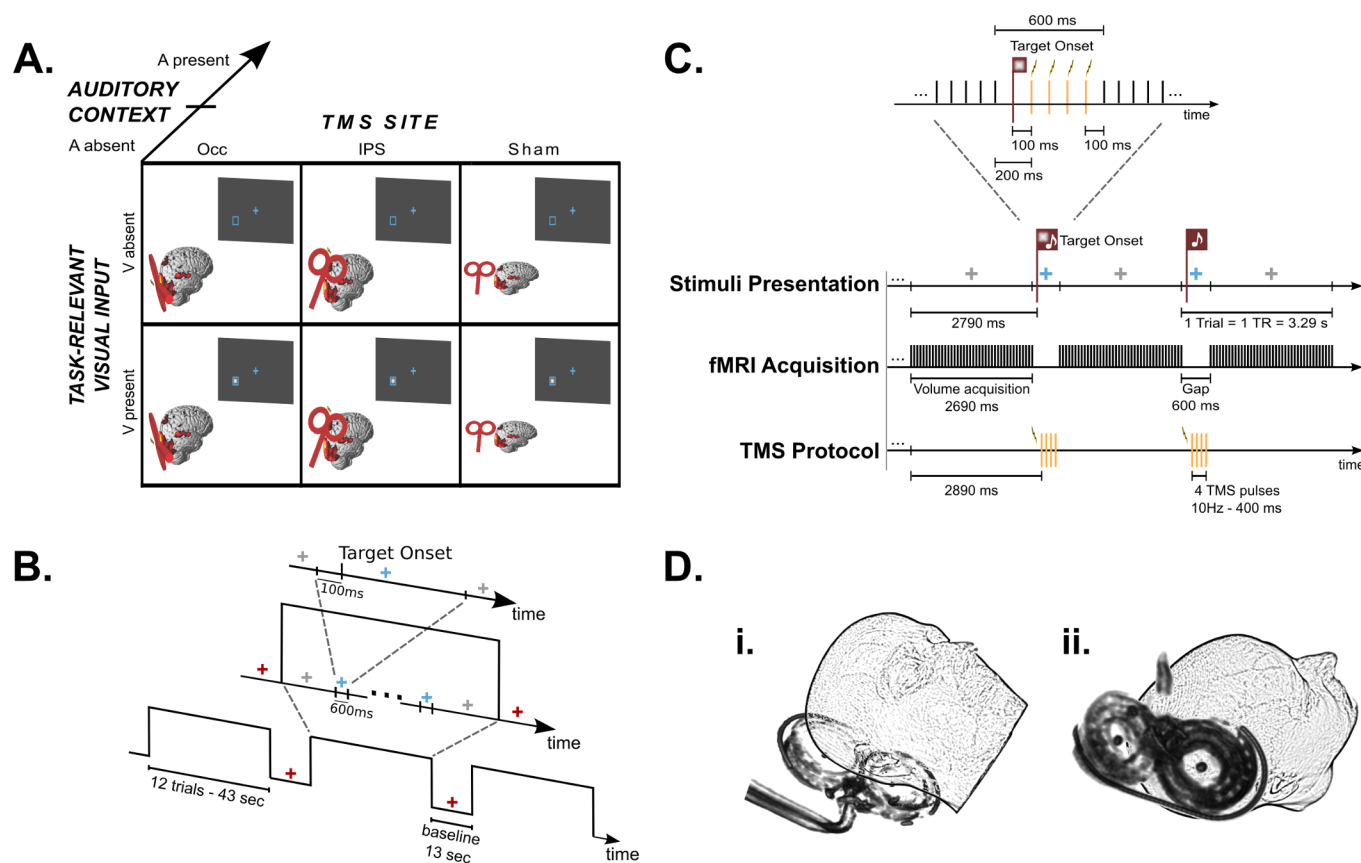 A.
A present
AUDITORY
CONTEXT
A absent
TMS SITE
Occ
IPS
Sham
TASK-RELEVANT
VISUAL INPUT
V absent
V present
B.
Target Onset
100ms
time
600ms
time
12 trials - 43 sec
baseline
13 sec
time
C.
600 ms
Target Onset
...
...
time
100 ms
100 ms
200 ms
Target Onset
Stimuli Presentation
...
2790 ms
1 Trial = 1 TR = 3.29 s
fMRI Acquisition
...
Volume acquisition
2690 ms
Gap
600 ms
TMS Protocol
...
time
2890 ms
4 TMS pulses
10Hz - 400 ms
D.
i.
ii.